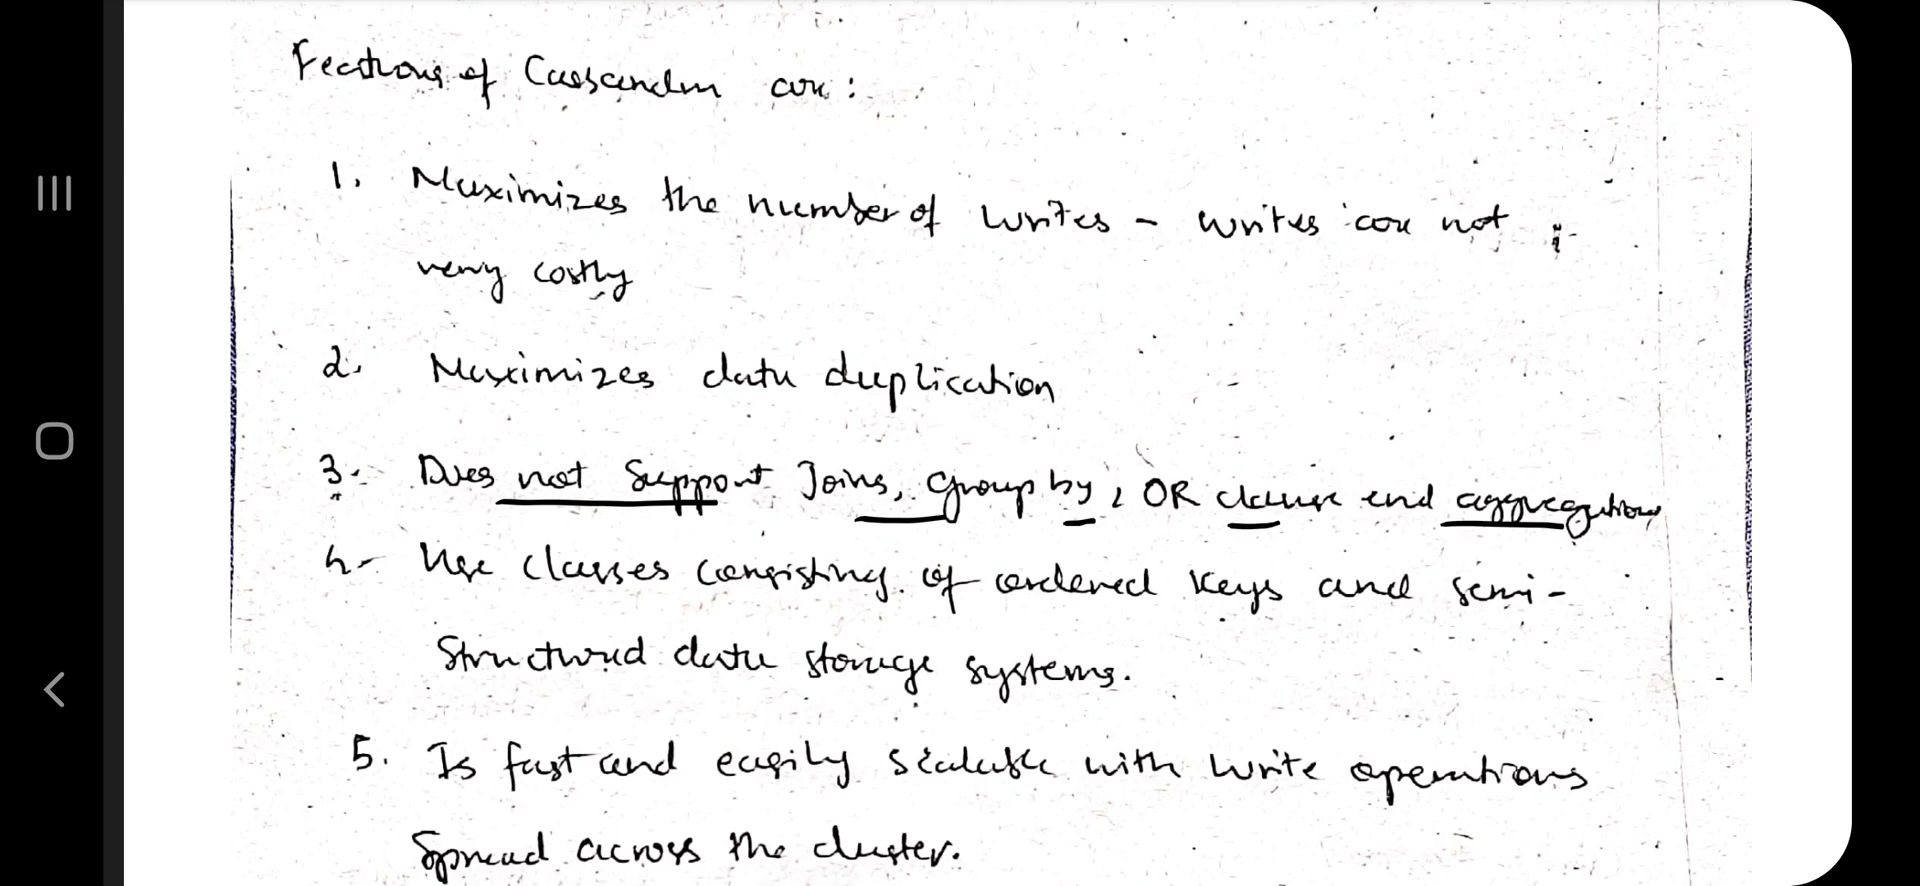 Features of Cassandra are:
1. Maximizes the number of writes - writes are not
very costly
2. Maximizes data duplication
3. Does not Support Joins, group by, OR clause and aggregations
4. Use classes consisting of ordered keys and semi-
Structured data storage systems.
5. Is fast and easily scalable with write operations
Spread across the cluster.